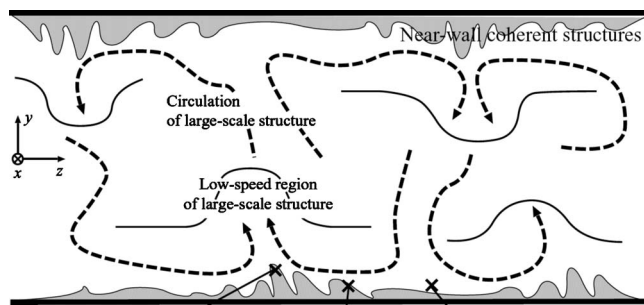 Near-wall coherent structures
Circulation
of large-scale structure
y
x
z
Low-speed region
of large-scale structure